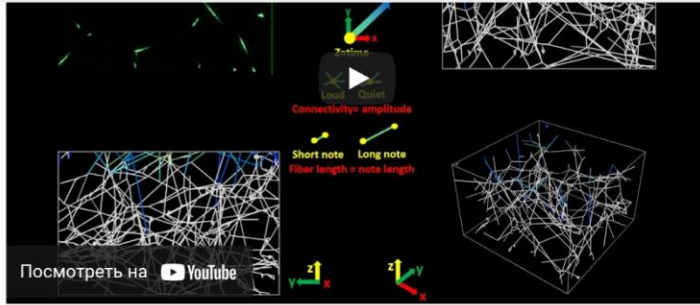 Y
X
Z=time
Loud Quiet
Connectivity= amplitude
Short note Long note
Fiber length = note length
Посмотреть на YouTube
Z
Y X
Z
Y
X